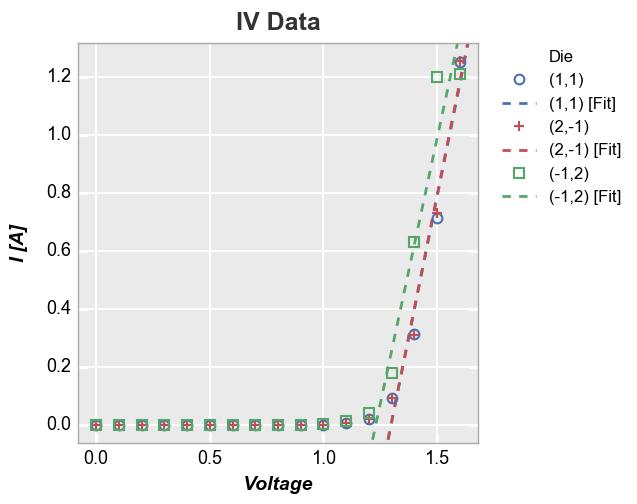 IV Data
Die
(1,1)
(1,1) [Fit]
(2,-1)
(2,-1) [Fit]
(-1,2)
(-1,2) [Fit]
I [A]
1.2
1.0
0.8
0.6
0.4
0.2
0.0
0.0 0.5 1.0 1.5
Voltage